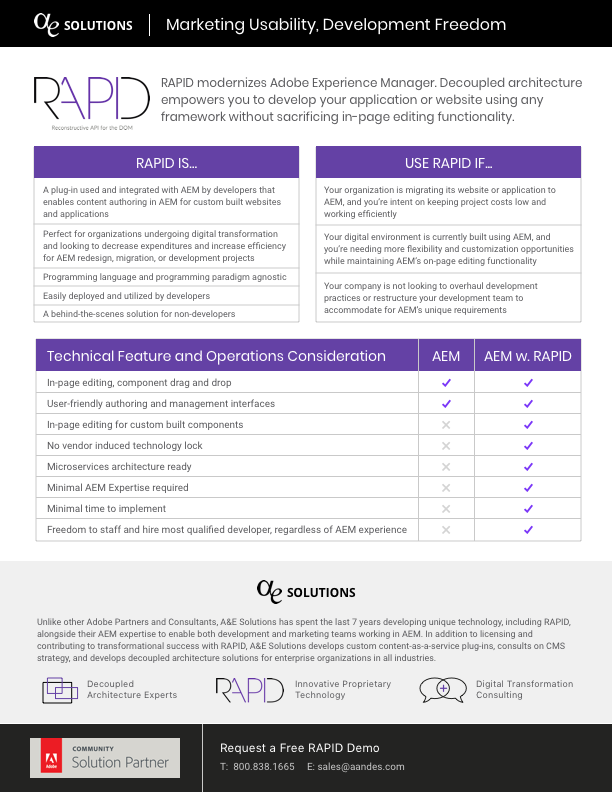 ae SOLUTIONS
Marketing Usability, Development Freedom
RAPID
Reconstructive API for the DOM
RAPID modernizes Adobe Experience Manager. Decoupled architecture
empowers you to develop your application or website using any
framework without sacrificing in-page editing functionality.
RAPID IS...
A plug-in used and integrated with AEM by developers that
enables content authoring in AEM for custom built websites
and applications
Perfect for organizations undergoing digital transformation
and looking to decrease expenditures and increase efficiency
for AEM redesign, migration, or development projects
Programming language and programming paradigm agnostic
Easily deployed and utilized by developers
A behind-the-scenes solution for non-developers
USE RAPID IF...
Your organization is migrating its website or application to
AEM, and you're intent on keeping project costs low and
working efficiently
Your digital environment is currently built using AEM, and
you're needing more flexibility and customization opportunities
while maintaining AEM's on-page editing functionality
Your company is not looking to overhaul development
practices or restructure your development team to
accommodate for AEM's unique requirements
Technical Feature and Operations Consideration AEM AEM w. RAPID
In-page editing, component drag and drop
User-friendly authoring and management interfaces
In-page editing for custom built components
No vendor induced technology lock
Microservices architecture ready
Minimal AEM Expertise required
Minimal time to implement
Freedom to staff and hire most qualified developer, regardless of AEM experience
ae SOLUTIONS
Unlike other Adobe Partners and Consultants, A&E Solutions has spent the last 7 years developing unique technology, including RAPID,
alongside their AEM expertise to enable both development and marketing teams working in AEM. In addition to licensing and
contributing to transformational success with RAPID, A&E Solutions develops custom content-as-a-service plug-ins, consults on CMS
strategy, and develops decoupled architecture solutions for enterprise organizations in all industries.
Decoupled
Architecture Experts
RAPID
Innovative Proprietary
Technology
Digital Transformation
Consulting
Adobe
COMMUNITY
Solution Partner
Request a Free RAPID Demo
T: 800.838.1665 E: sales@aandes.com